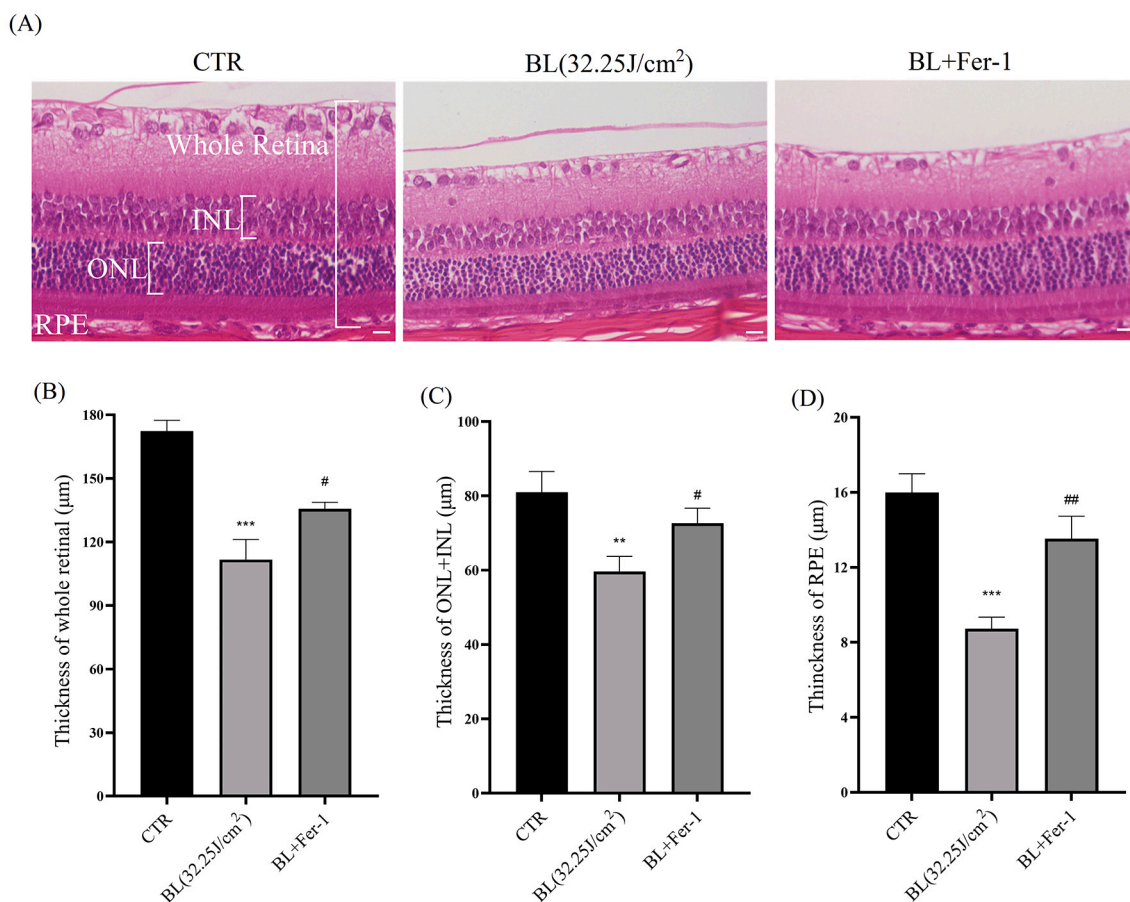 (A)
CTR
BL(32.25J/cm²)
BL+Fer-1
Whole Retina
INL
ONL
RPE
(B)
Thickness of whole retinal (μm)
180
150
120
90
60
30
0
***
#
CTR
BL(32.25J/cm²)
BL+Fer-1
(C)
Thickness of ONL+INL (μm)
100
80
60
40
20
0
**
#
CTR
BL(32.25J/cm²)
BL+Fer-1
(D)
Thinckness of RPE (μm)
20
16
12
8
4
0
***
##
CTR
BL(32.25J/cm²)
BL+Fer-1